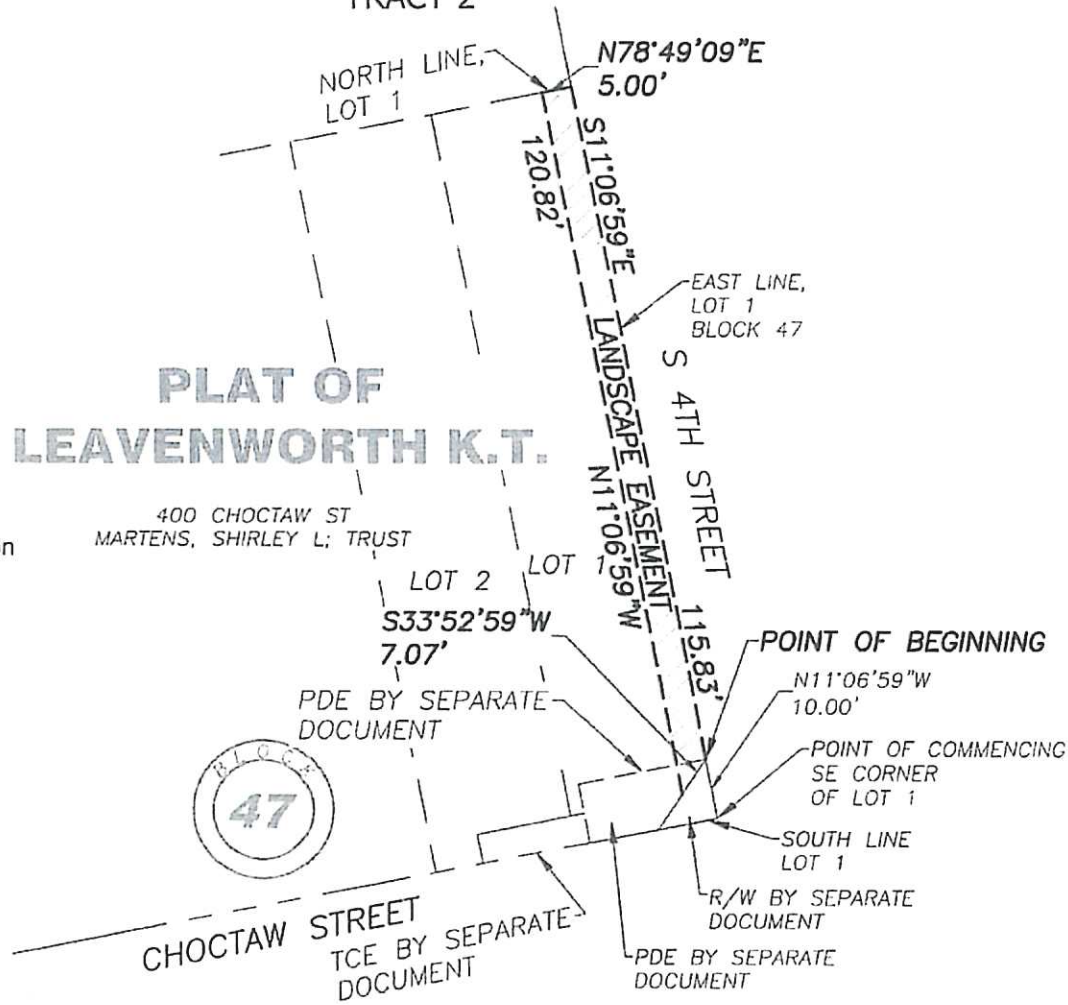 TRACT 2
NORTH LINE,
LOT 1
N78°49'09"E
5.00'
S11°06'59"E
120.82'
EAST LINE,
LOT 1
BLOCK 47
S 4TH STREET
LANDSCAPE EASEMENT
N11°06'59"W
115.83'
PLAT OF
LEAVENWORTH K.T.
400 CHOCTAW ST
MARTENS, SHIRLEY L; TRUST
on
LOT 2
LOT 1
S33°52'59"W
7.07'
POINT OF BEGINNING
N11°06'59"W
10.00'
PDE BY SEPARATE
DOCUMENT
POINT OF COMMENCING
SE CORNER
OF LOT 1
BLOCK
47
SOUTH LINE
LOT 1
R/W BY SEPARATE
DOCUMENT
CHOCTAW STREET
TCE BY SEPARATE
DOCUMENT
PDE BY SEPARATE
DOCUMENT